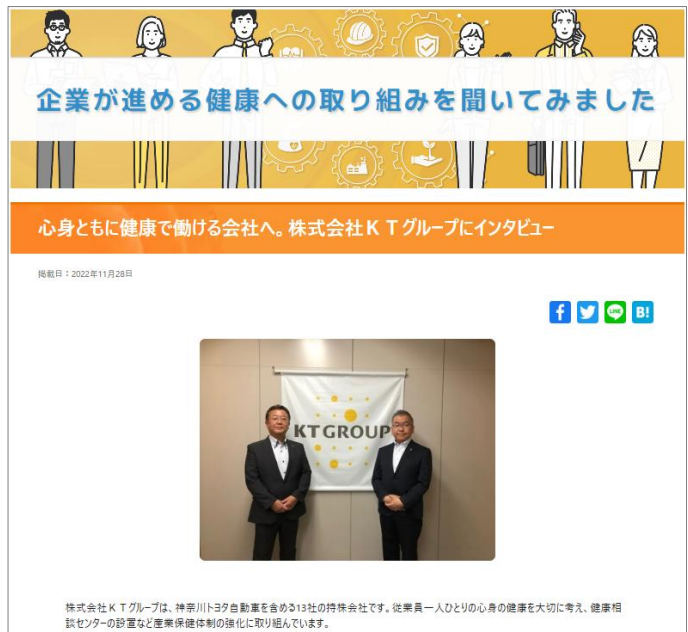 企業が進める健康への取り組みを聞いてみました
心身ともに健康で働ける会社へ。株式会社KTグループにインタビュー
掲載日：2022年11月28日
f LINE B!
KT GROUP
株式会社KTグループは、神奈川トヨタ自動車を含める13社の持株会社です。従業員一人ひとりの心身の健康を大切に考え、健康相
談センターの設置など産業保健体制の強化に取り組んでいます。